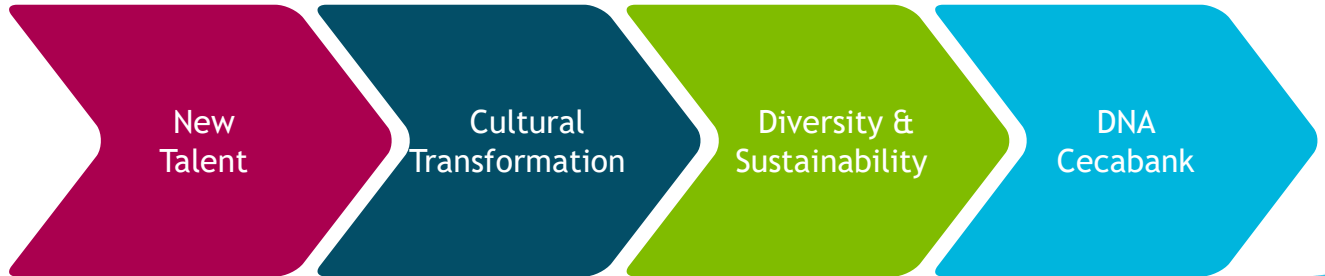 New
Talent
Cultural
Transformation
Diversity &
Sustainability
DNA
Cecabank